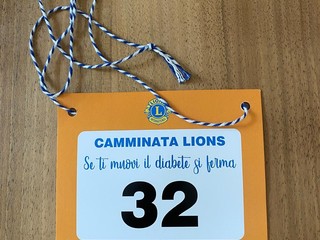 L
CAMMINATA LIONS
Se ti muovi il diabete si ferma
32